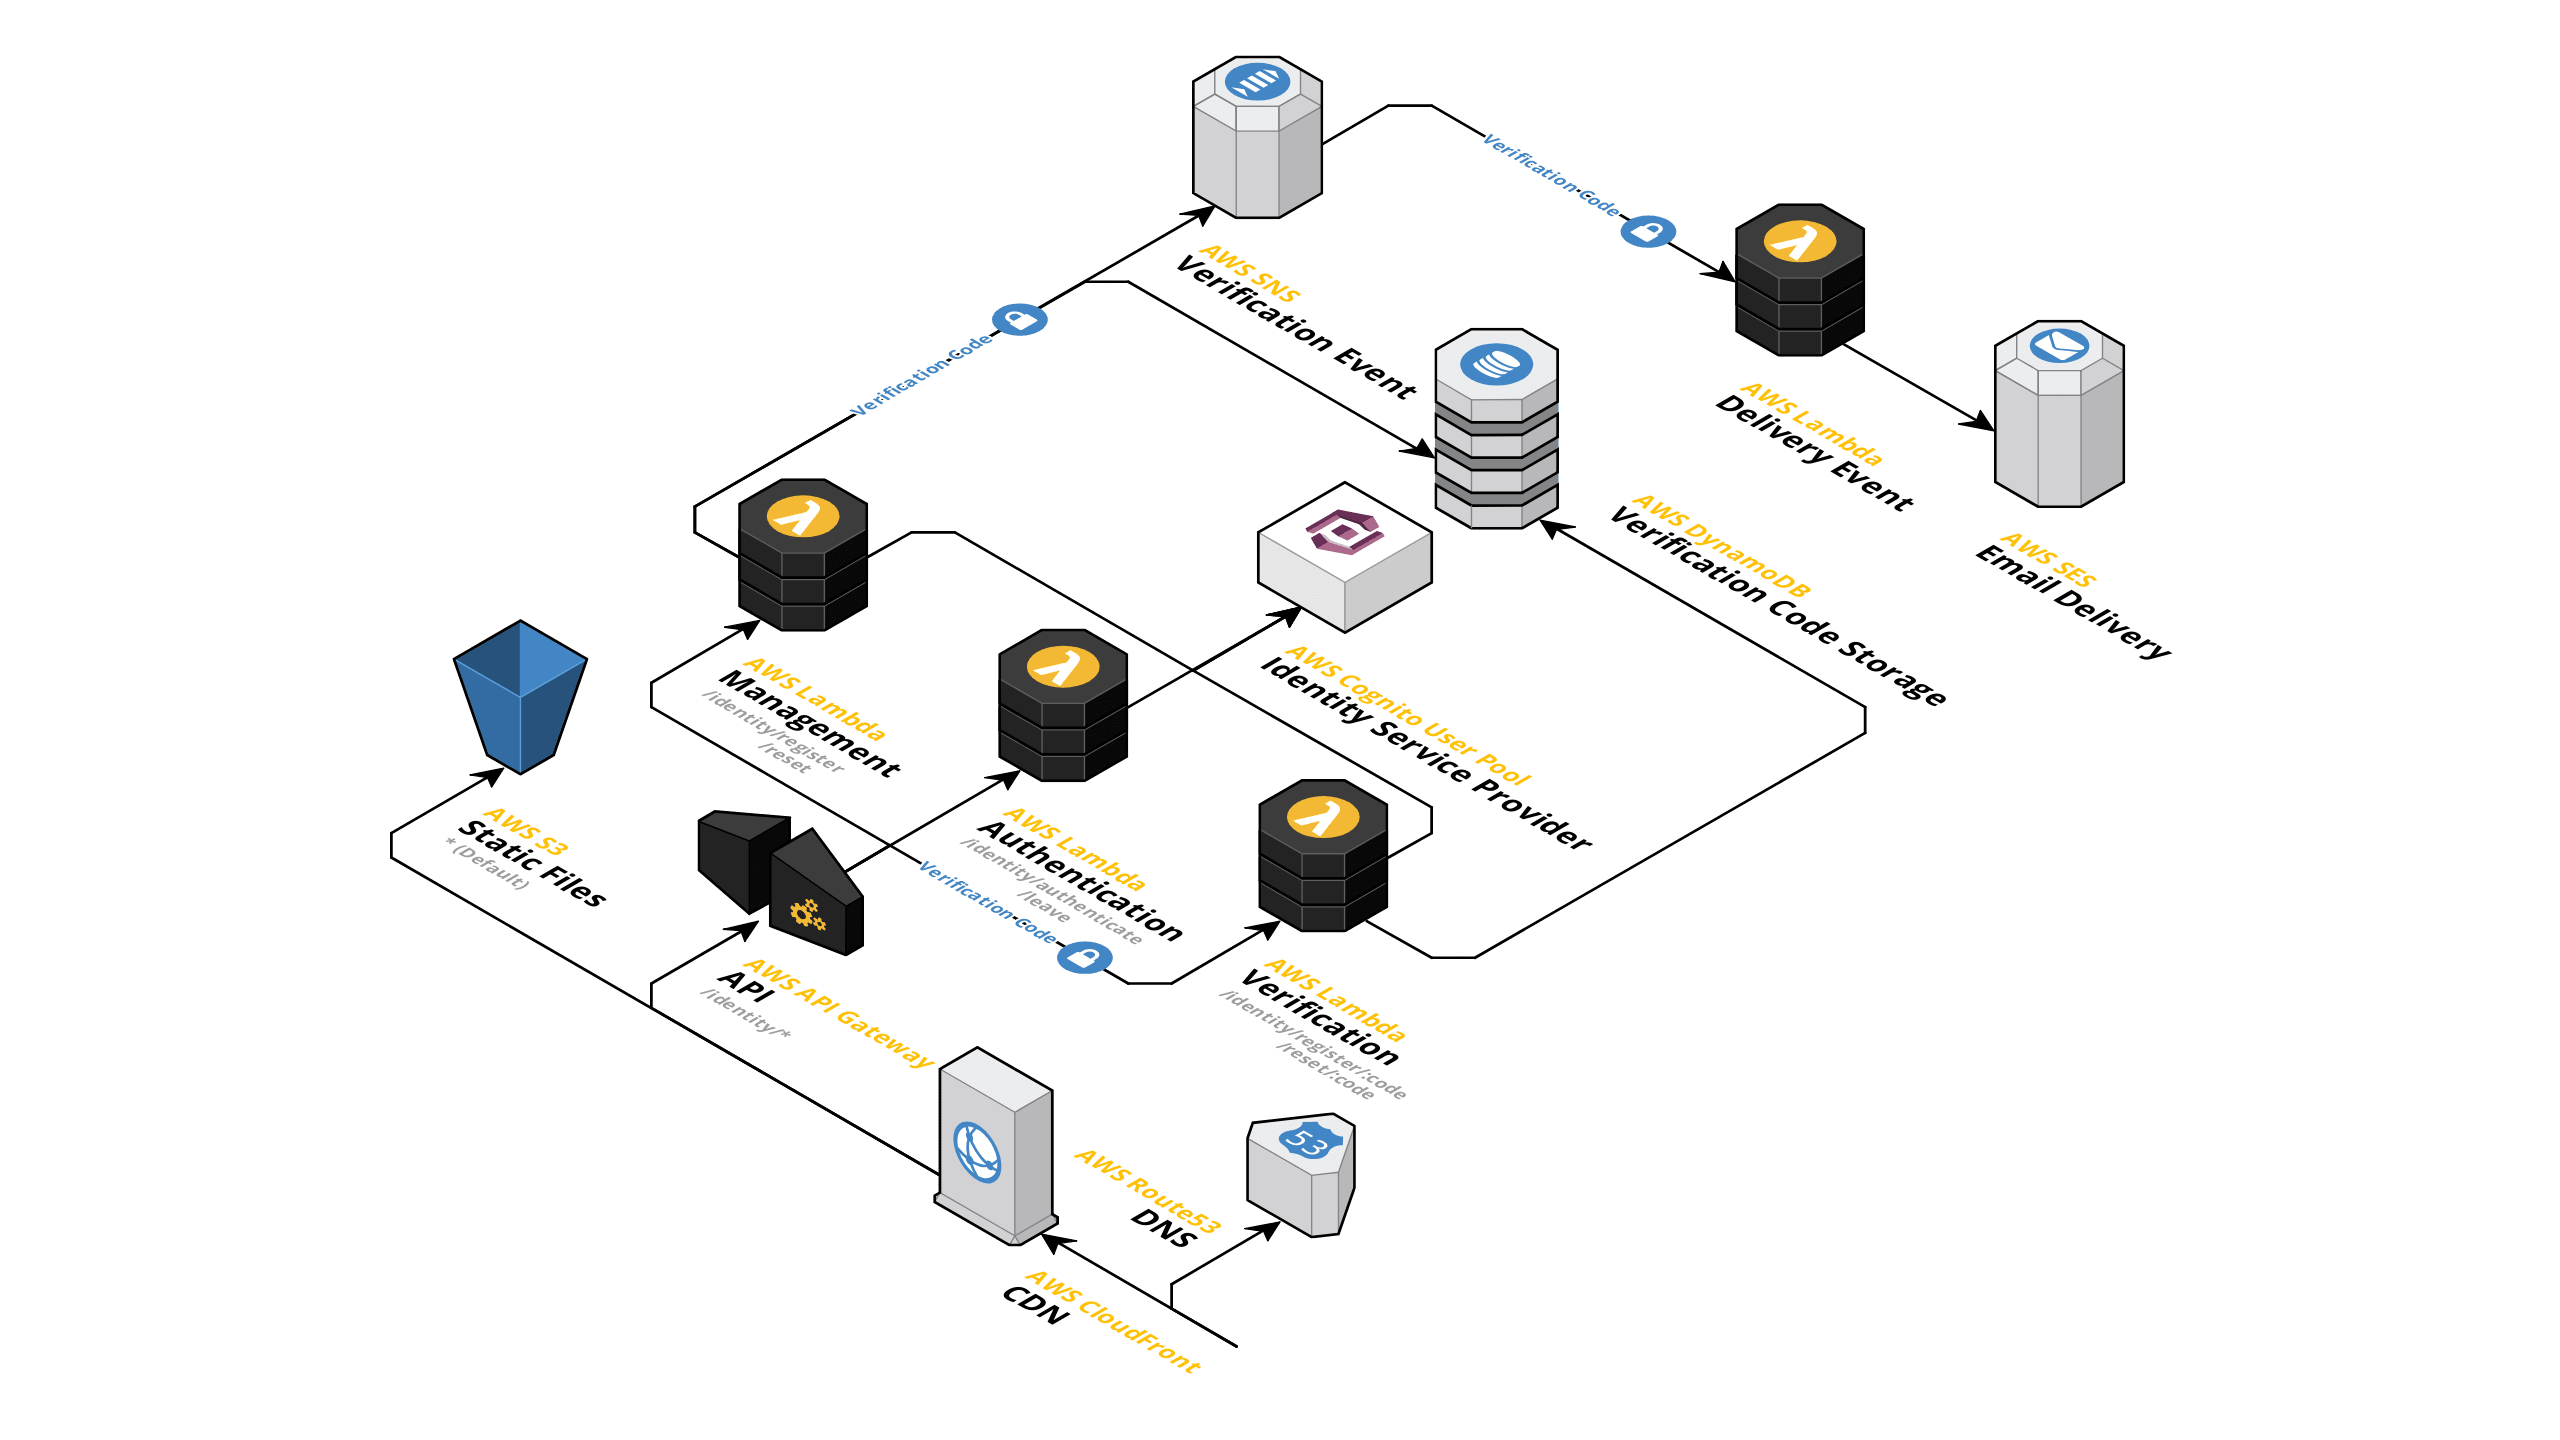 Verification Code
AWS SNS
Verification Event
Verification Code
AWS Lambda
Delivery Event
AWS SES
Email Delivery
AWS DynamoDB
Verification Code Storage
AWS Cognito User Pool
Identity Service Provider
AWS Lambda
Management
/identity/register
/reset
AWS S3
Static Files
* (Default)
AWS Lambda
Authentication
/identity/authenticate
/leave
Verification Code
AWS API Gateway
API
/identity/*
AWS Lambda
Verification
/identity/register/:code
/reset/:code
53
AWS Route53
DNS
AWS CloudFront
CDN